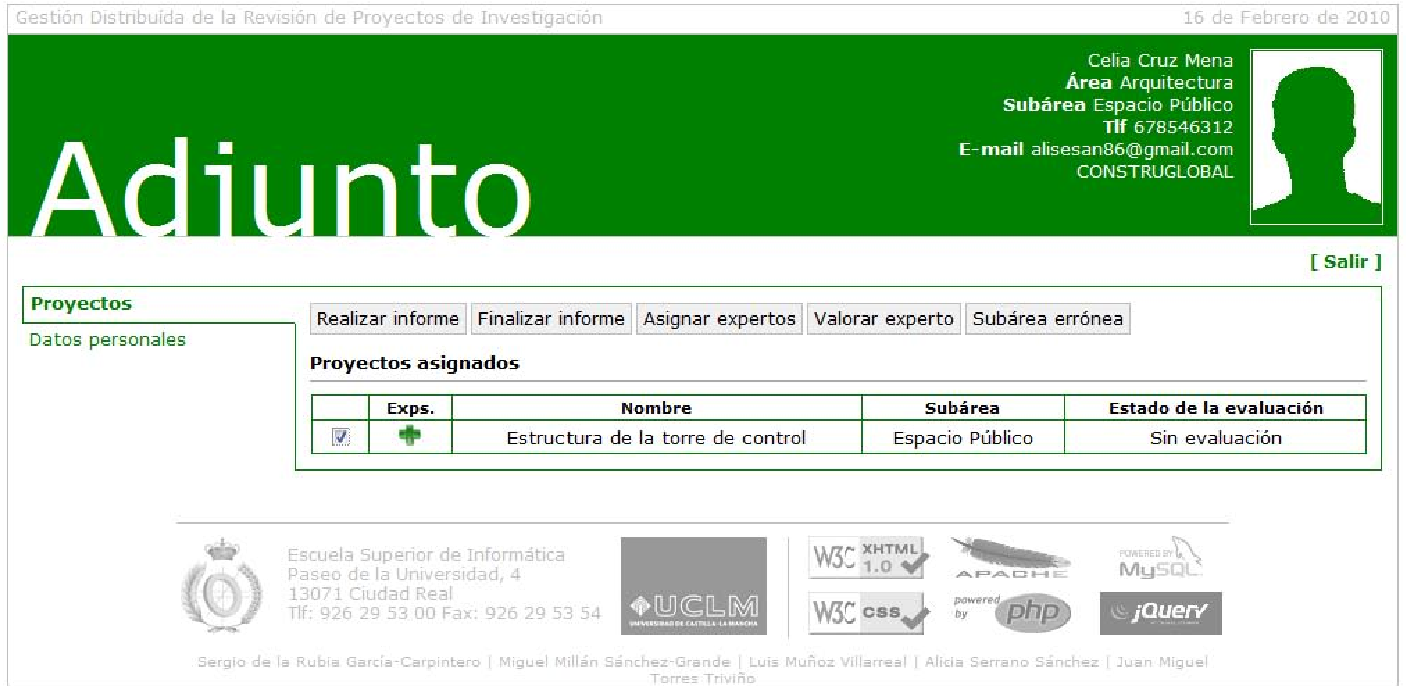 Gestión Distribuída de la Revisión de Proyectos de Investigación
16 de Febrero de 2010
Celia Cruz Mena
Área Arquitectura
Subárea Espacio Público
Tlf 678546312
E-mail alisesan86@gmail.com
CONSTRUGLOBAL
Adjunto
[ Salir ]
Proyectos
Datos personales
Realizar informe Finalizar informe Asignar expertos Valorar experto Subárea errónea
Proyectos asignados
Exps. Nombre Subárea Estado de la evaluación
Estructura de la torre de control Espacio Público Sin evaluación
Escuela Superior de Informática
Paseo de la Universidad, 4
13071 Ciudad Real
Tlf: 926 29 53 00 Fax: 926 29 53 54
UCLM
UNIVERSIDAD DE CASTILLA-LA MANCHA
W3C XHTML 1.0
APACHE
POWERED BY
MySQL
W3C css
powered by php
jQuery
Sergio de la Rubia García-Carpintero | Miguel Millán Sánchez-Grande | Luis Muñoz Villarreal | Alicia Serrano Sánchez | Juan Miguel
Torres Triviño